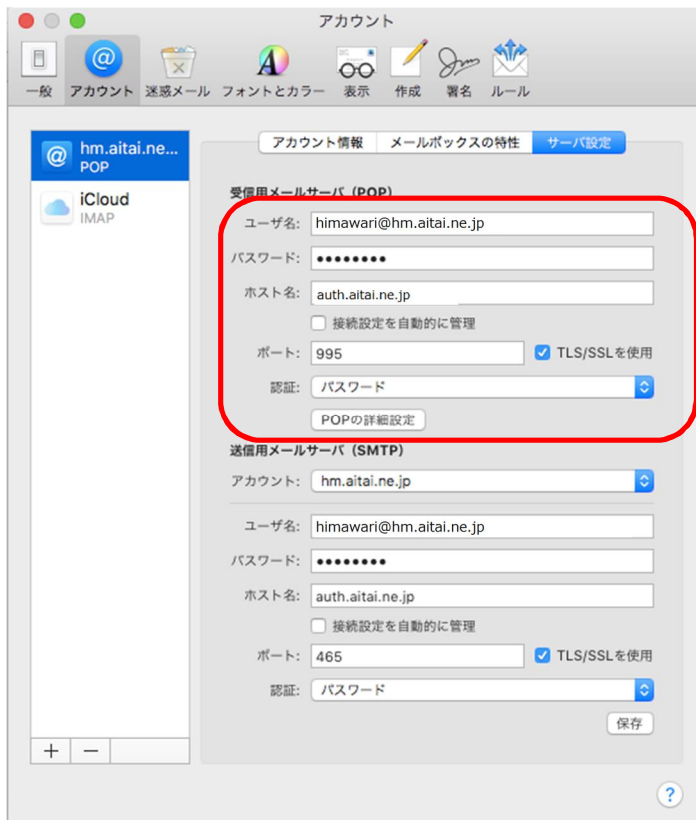 アカウント
一般 アカウント 迷惑メール フォントとカラー 表示 作成 署名 ルール
hm.aitai.ne...
POP
iCloud
IMAP
アカウント情報 メールボックスの特性 サーバ設定
受信用メールサーバ（POP）
ユーザ名: himawari@hm.aitai.ne.jp
パスワード: ●●●●●●●●
ホスト名: auth.aitai.ne.jp
接続設定を自動的に管理
ポート: 995 TLS/SSLを使用
認証: パスワード
POPの詳細設定
送信用メールサーバ（SMTP）
アカウント: hm.aitai.ne.jp
ユーザ名: himawari@hm.aitai.ne.jp
パスワード: ●●●●●●●●
ホスト名: auth.aitai.ne.jp
接続設定を自動的に管理
ポート: 465 TLS/SSLを使用
認証: パスワード
保存
+ −
?